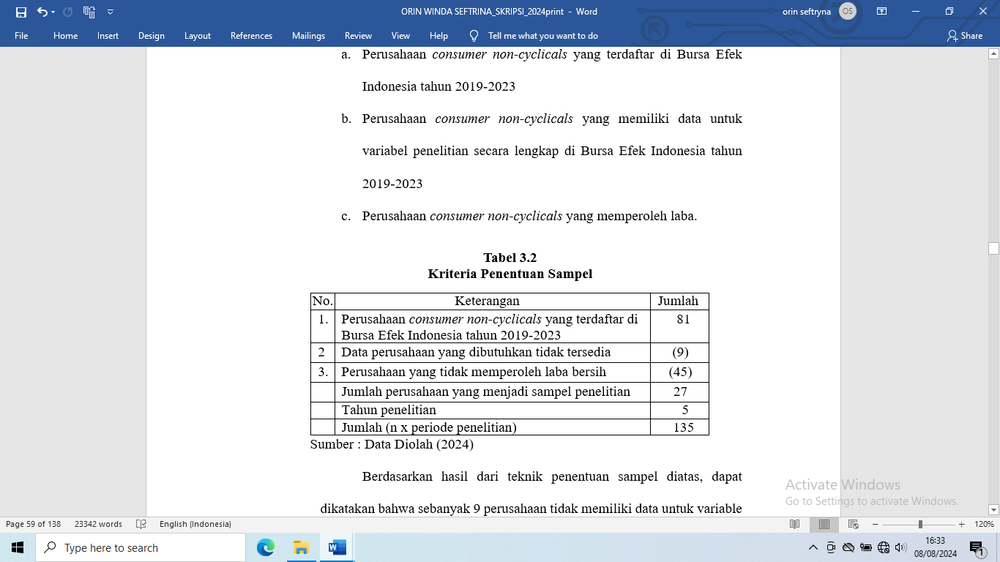 ORIN WINDA SEFTRINA_SKRIPSI_2024print - Word
orin seftryna OS
File Home Insert Design Layout References Mailings Review View Help Tell me what you want to do Share
a. Perusahaan consumer non-cyclicals yang terdaftar di Bursa Efek
Indonesia tahun 2019-2023
b. Perusahaan consumer non-cyclicals yang memiliki data untuk
variabel penelitian secara lengkap di Bursa Efek Indonesia tahun
2019-2023
c. Perusahaan consumer non-cyclicals yang memperoleh laba.
Tabel 3.2
Kriteria Penentuan Sampel
No. Keterangan Jumlah
1. Perusahaan consumer non-cyclicals yang terdaftar di 81
Bursa Efek Indonesia tahun 2019-2023
2 Data perusahaan yang dibutuhkan tidak tersedia (9)
3. Perusahaan yang tidak memperoleh laba bersih (45)
Jumlah perusahaan yang menjadi sampel penelitian 27
Tahun penelitian 5
Jumlah (n x periode penelitian) 135
Sumber : Data Diolah (2024)
Berdasarkan hasil dari teknik penentuan sampel diatas, dapat
dikatakan bahwa sebanyak 9 perusahaan tidak memiliki data untuk variable
Activate Windows
Go to Settings to activate Windows.
Page 59 of 138 23342 words English (Indonesia) 120%
Type here to search
16:33
08/08/2024
1